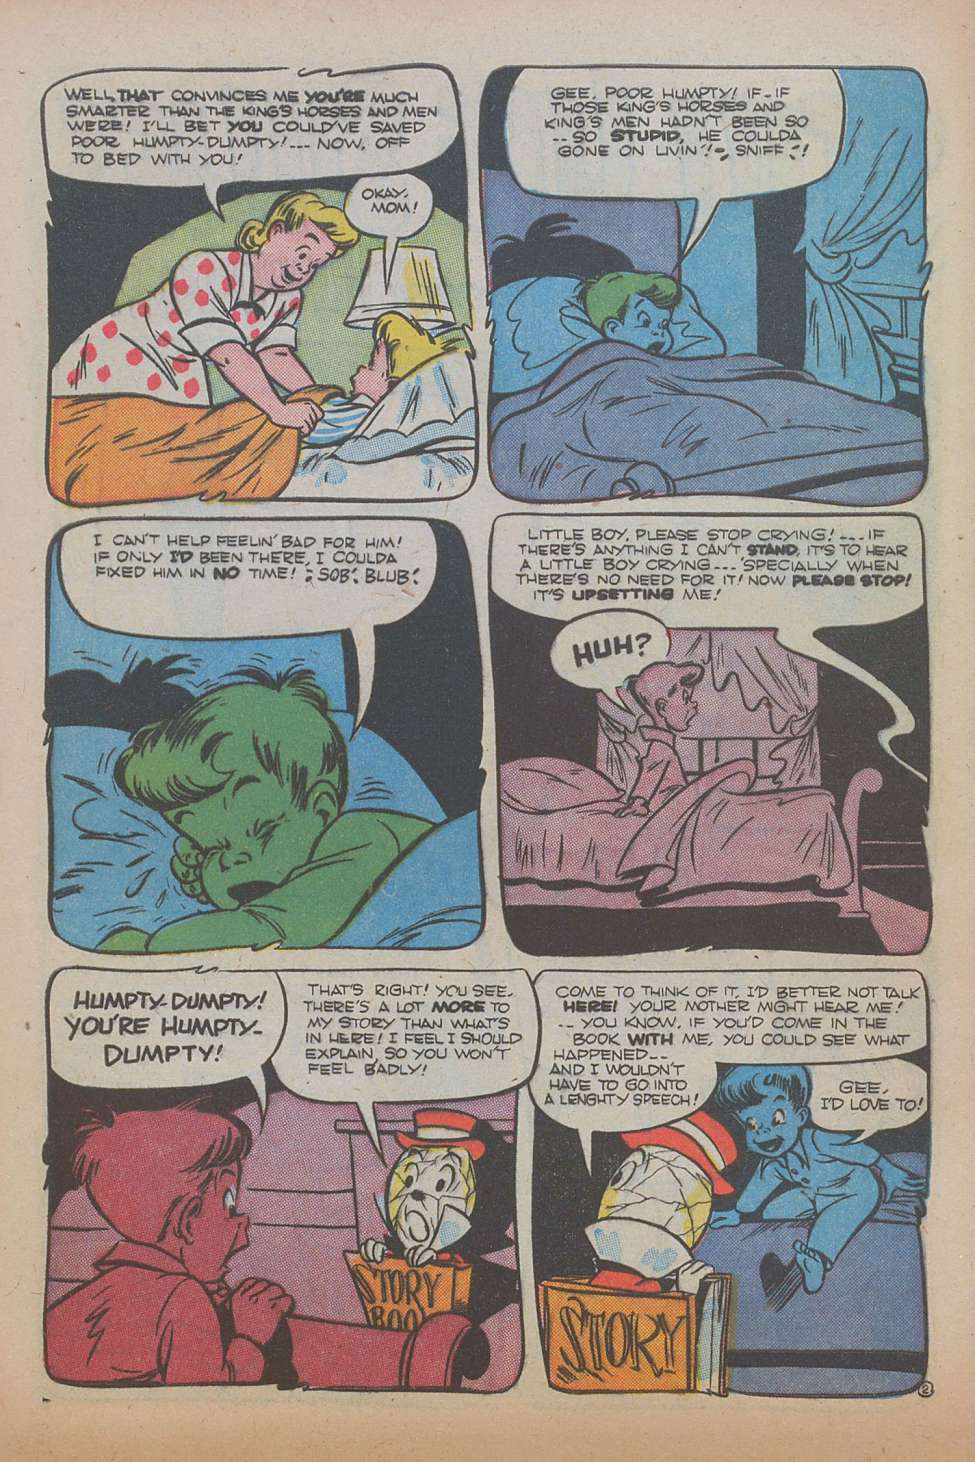 WELL, THAT CONVINCES ME YOU'RE MUCH
SMARTER THAN THE KING'S HORSES AND MEN
WERE! I'LL BET YOU COULD'VE SAVED
POOR HUMPTY-DUMPTY!--- NOW, OFF
TO BED WITH YOU!
OKAY,
MOM!
GEE, POOR HUMPTY! IF-IF
THOSE KING'S HORSES AND
KING'S MEN HADN'T BEEN SO
--SO STUPID, HE COULDA
GONE ON LIVIN'! SNIFF!
I CAN'T HELP FEELIN' BAD FOR HIM!
IF ONLY I'D BEEN THERE, I COULDA
FIXED HIM IN NO TIME! SOB! BLUB!
LITTLE BOY, PLEASE STOP CRYING!---IF
THERE'S ANYTHING I CAN'T STAND, IT'S TO HEAR
A LITTLE BOY CRYING---'SPECIALLY WHEN
THERE'S NO NEED FOR IT! NOW PLEASE STOP!
IT'S UPSETTING ME!
HUH?
HUMPTY-DUMPTY!
YOU'RE HUMPTY-
DUMPTY!
THAT'S RIGHT! YOU SEE,
THERE'S A LOT MORE TO
MY STORY THAN WHAT'S
IN HERE! I FEEL I SHOULD
EXPLAIN, SO YOU WON'T
FEEL BADLY!
STORY
BOO
COME TO THINK OF IT, I'D BETTER NOT TALK
HERE! YOUR MOTHER MIGHT HEAR ME!
-- YOU KNOW, IF YOU'D COME IN THE
BOOK WITH ME, YOU COULD SEE WHAT
HAPPENED--
AND I WOULDN'T
HAVE TO GO INTO
A LENGHTY SPEECH!
GEE,
I'D LOVE TO!
STORY
2